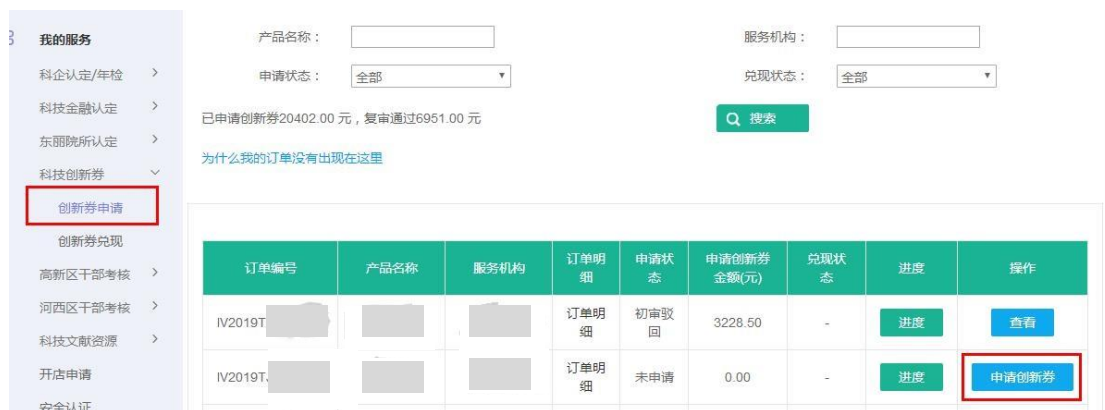 我的服务
科企认定/年检
科技金融认定
东丽院所认定
科技创新券
创新券申请
创新券兑现
高新区干部考核
河西区干部考核
科技文献资源
开店申请
安全认证
产品名称：
服务机构：
申请状态：
全部
兑现状态：
全部
已申请创新券20402.00 元，复审通过6951.00 元
搜索
为什么我的订单没有出现在这里
订单编号 产品名称 服务机构 订单明细 申请状态 申请创新券金额(元) 兑现状态 进度 操作
IV2019T 订单明细 初审驳回 3228.50 - 进度 查看
IV2019TJ 订单明细 未申请 0.00 - 进度 申请创新券